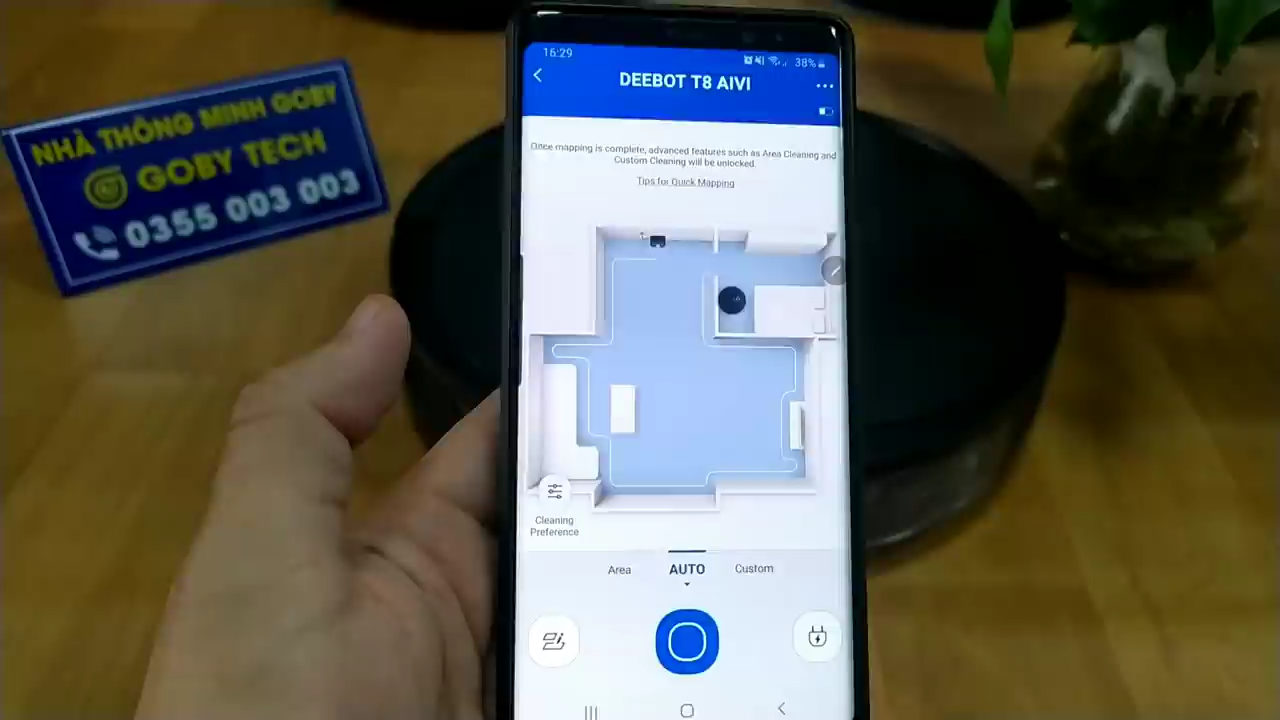 NHÀ THÔNG MINH GOBY
GOBY TECH
0355 003 003
16:29
38%
DEEBOT T8 AIVI
Once mapping is complete, advanced features such as Area Cleaning and
Custom Cleaning will be unlocked.
Tips for Quick Mapping
Cleaning
Preference
Area
AUTO
Custom